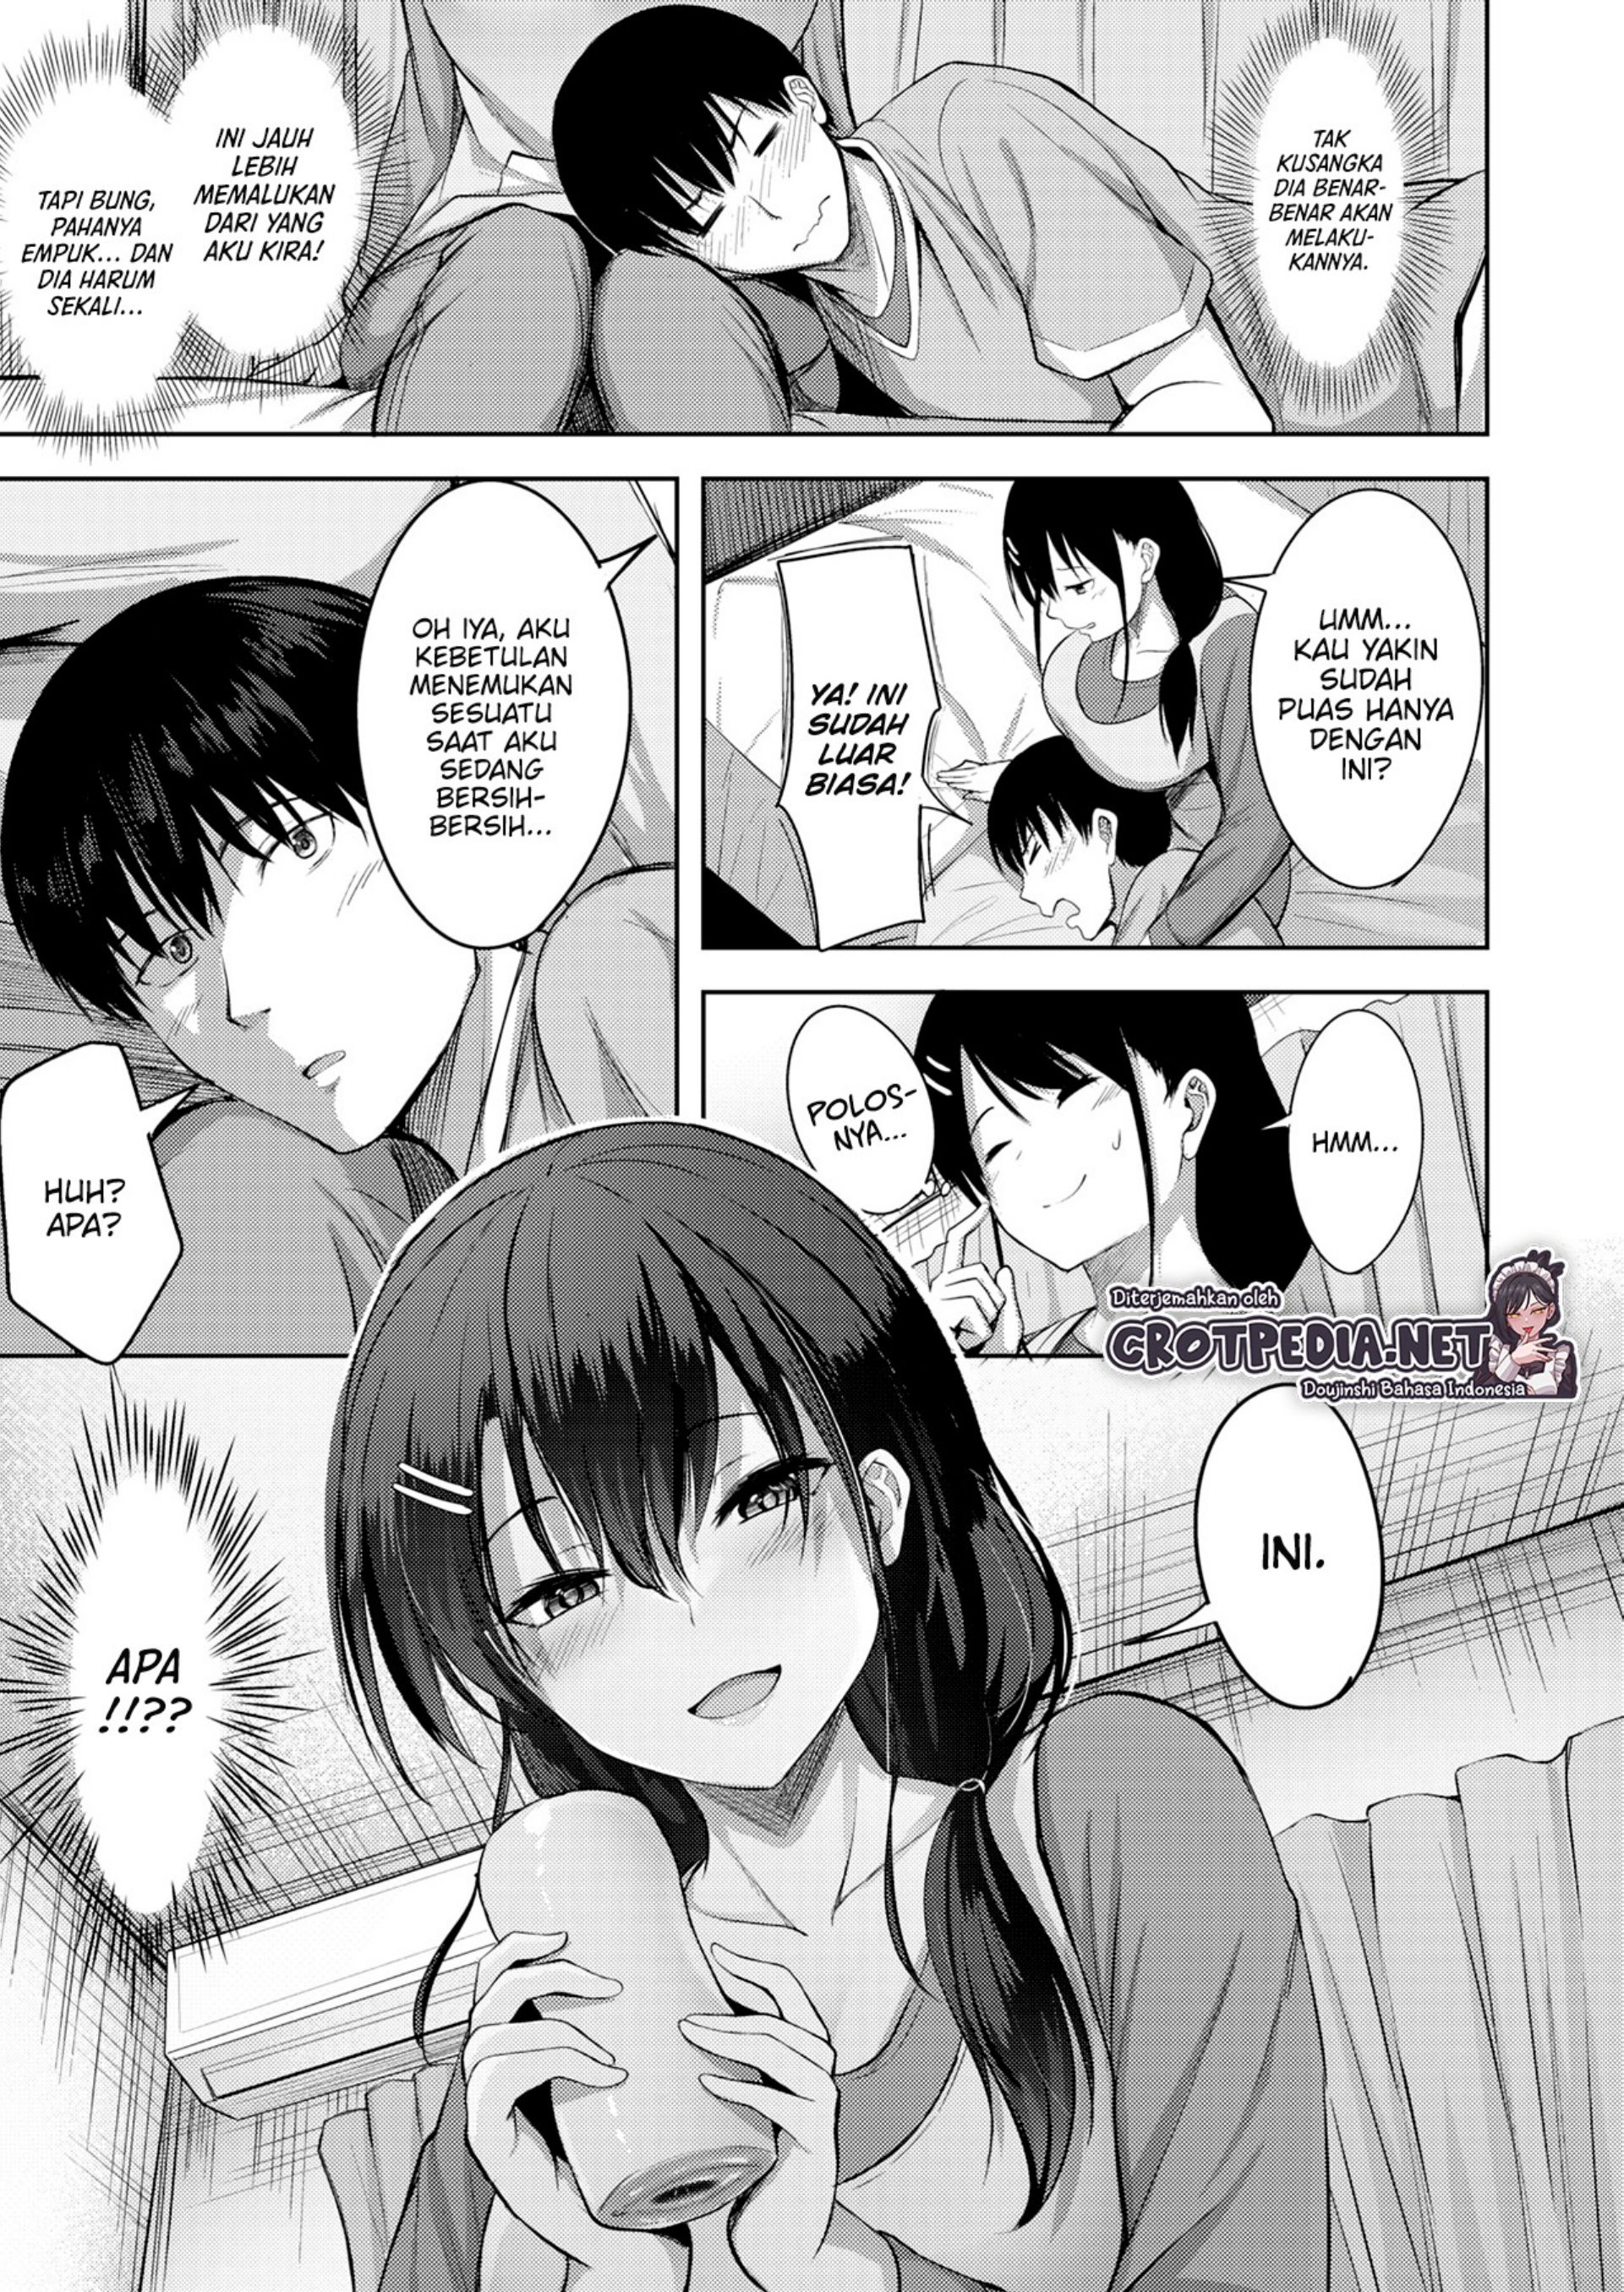 TAK
KUSANGKA
DIA BENAR-
BENAR AKAN
MELAKU-
KANNYA.
INI JAUH
LEBIH
MEMALUKAN
DARI YANG
AKU KIRA!
TAPI BUNG,
PAHANYA
EMPUK... DAN
DIA HARUM
SEKALI...
UMM...
KAU YAKIN
SUDAH
PUAS HANYA
DENGAN
INI?
YA! INI
SUDAH
LUAR
BIASA!
HMM...
POLOS-
NYA...
OH IYA, AKU
KEBETULAN
MENEMUKAN
SESUATU
SAAT AKU
SEDANG
BERSIH-
BERSIH...
HUH?
APA?
Diterjemahkan oleh
CROTPEDIA.NET
Doujinshi Bahasa Indonesia
INI.
APA
!!??